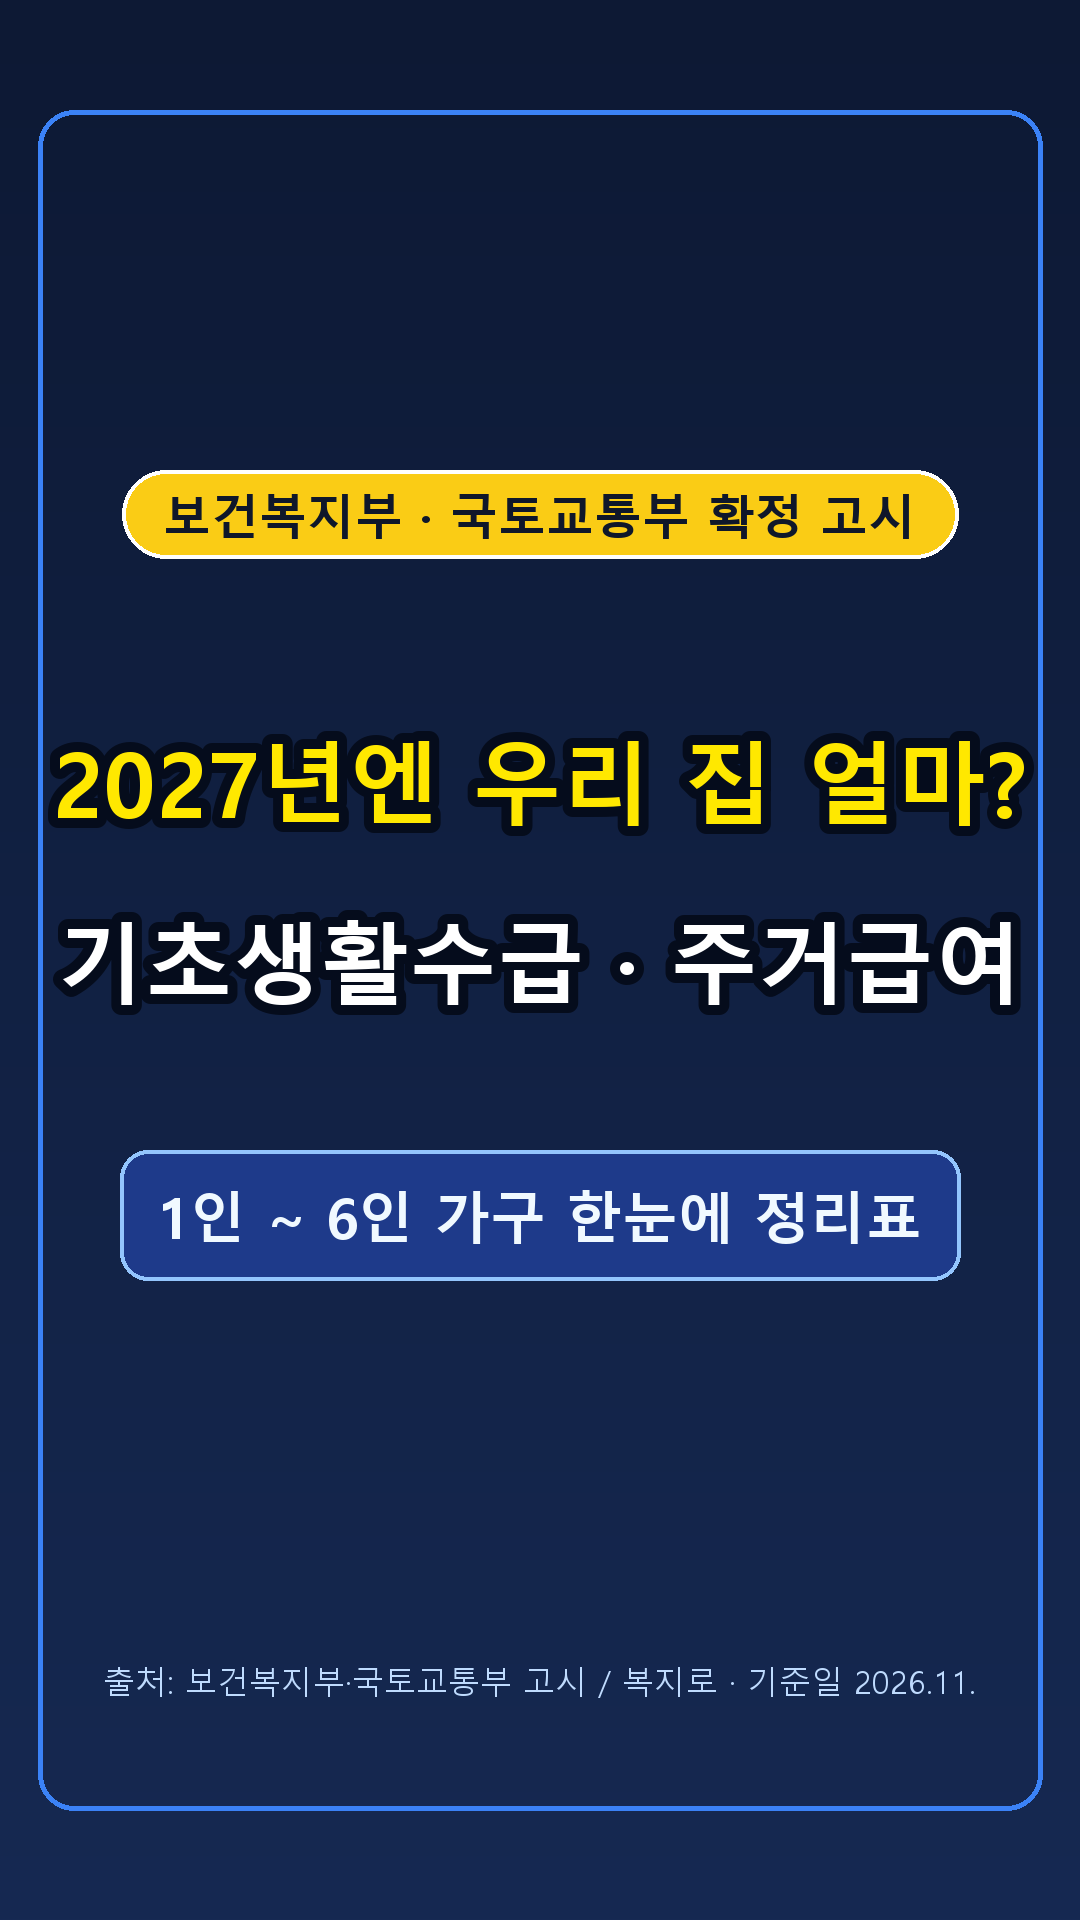 보건복지부 · 국토교통부 확정 고시
2027년엔 우리 집 얼마?
기초생활수급 · 주거급여
1인 ~ 6인 가구 한눈에 정리표
출처: 보건복지부·국토교통부 고시 / 복지로 · 기준일 2026.11.